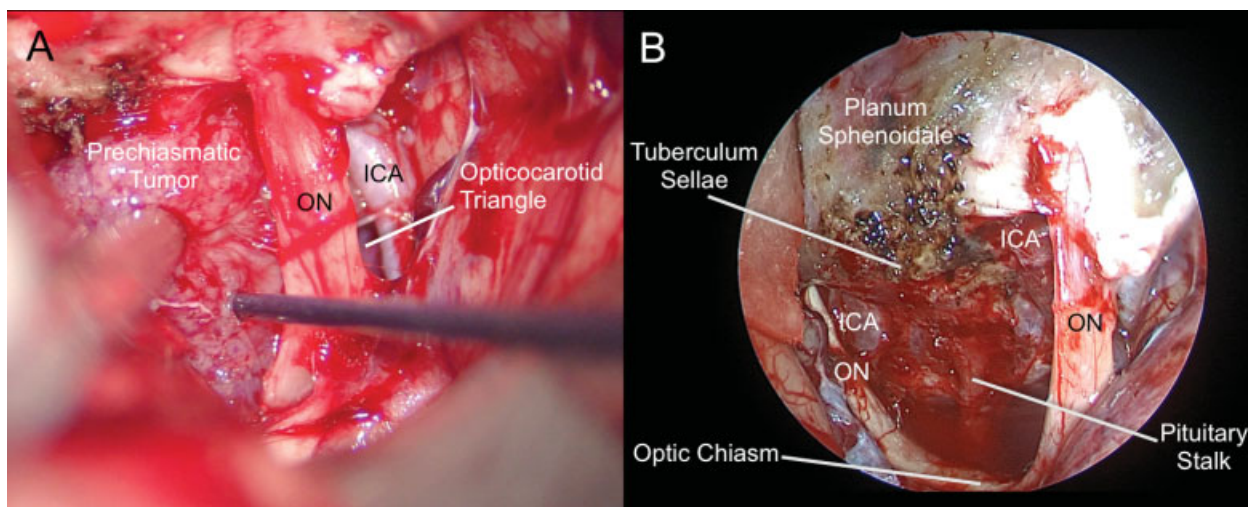 A
Prechiasmatic
Tumor
ON
ICA
Opticocarotid
Triangle
B
Planum
Sphenoidale
Tuberculum
Sellae
ICA
ICA
ON
ON
Optic Chiasm
Pituitary
Stalk